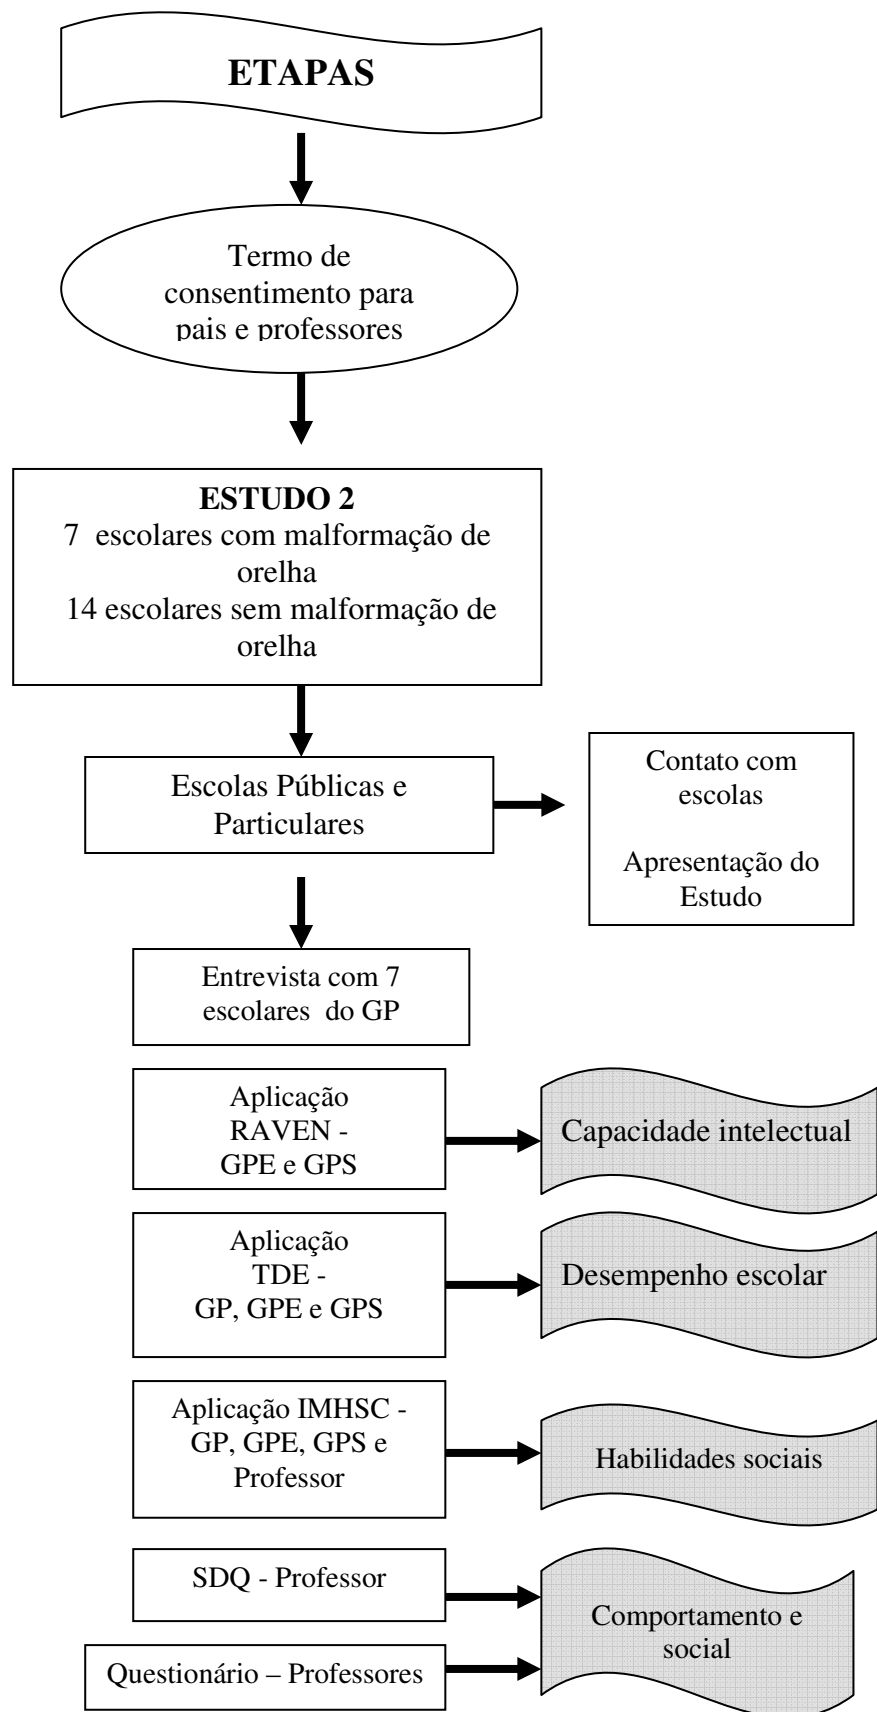 ETAPAS
Termo de
consentimento para
pais e professores
ESTUDO 2
7 escolares com malformação de
orelha
14 escolares sem malformação de
orelha
Escolas Públicas e
Particulares
Contato com
escolas
Apresentação do
Estudo
Entrevista com 7
escolares do GP
Aplicação
RAVEN -
GPE e GPS
Capacidade intelectual
Aplicação
TDE -
GP, GPE e GPS
Desempenho escolar
Aplicação IMHSC -
GP, GPE, GPS e
Professor
Habilidades sociais
SDQ - Professor
Comportamento e
social
Questionário – Professores